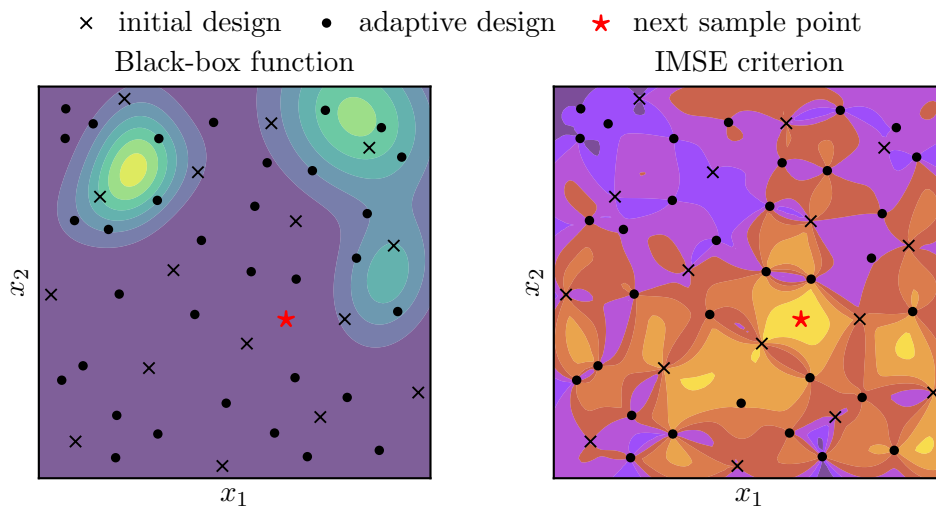 initial design adaptive design next sample point
Black-box function IMSE criterion
x₂ x₂
x₁ x₁